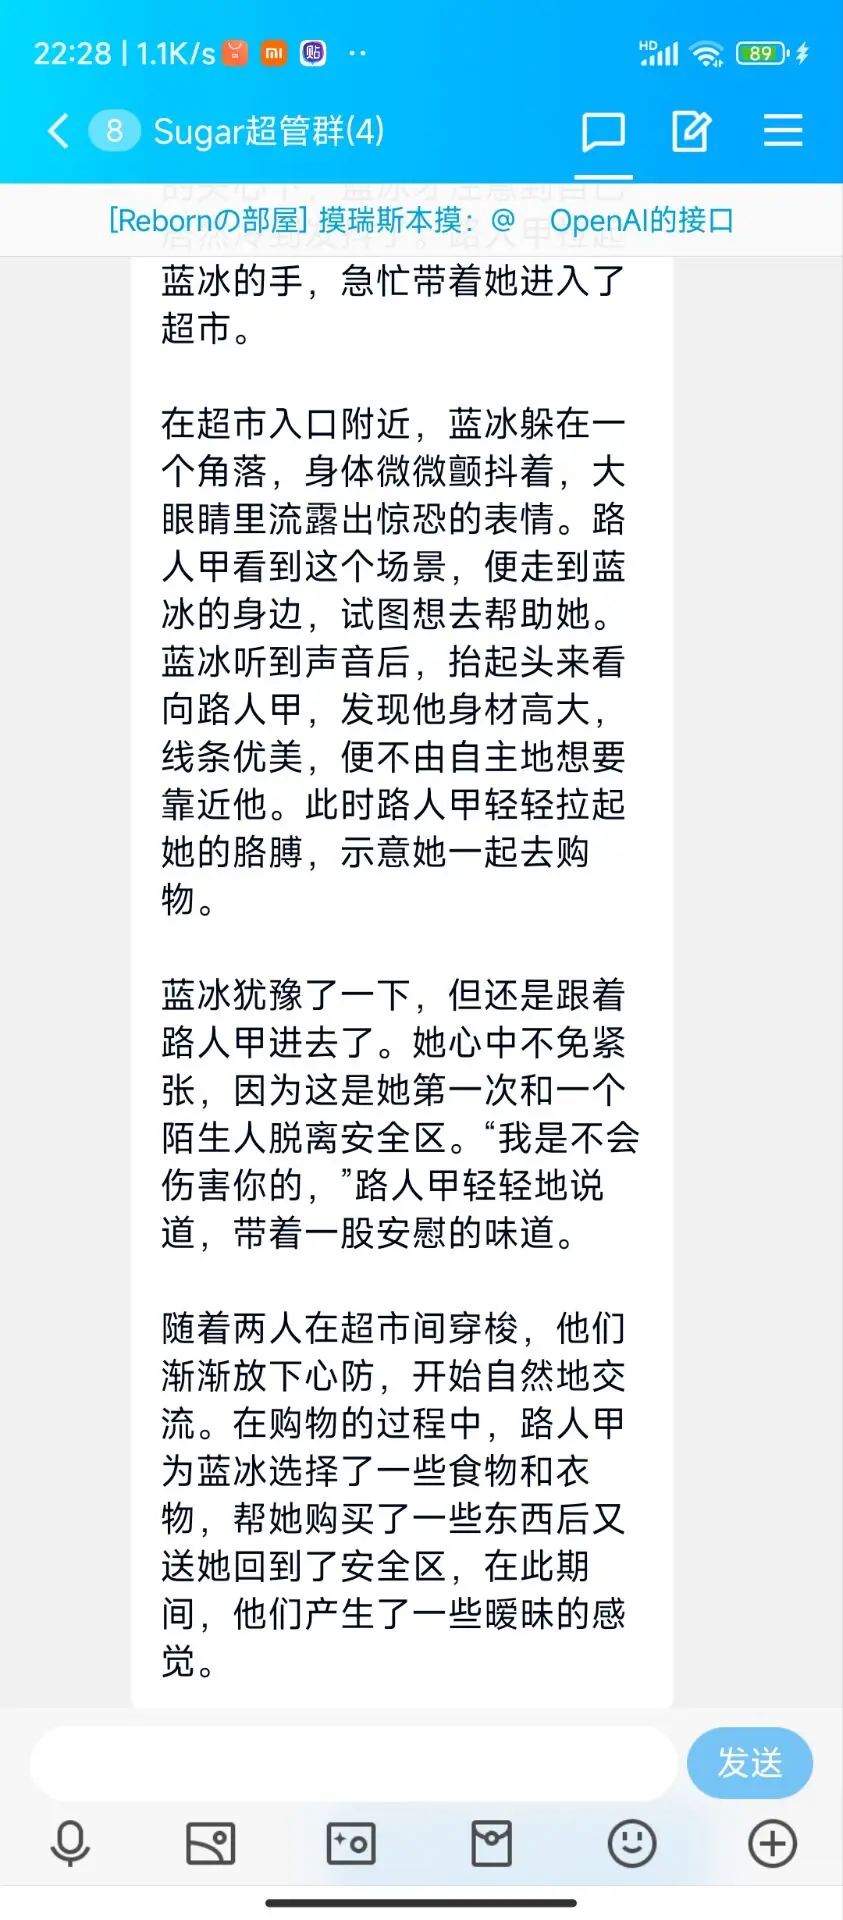 22:28 | 1.1K/s
HD
89
8 Sugar超管群(4)
[Rebornの部屋] 摸瑞斯本摸：@ OpenAI的接口
蓝冰的手，急忙带着她进入了
超市。
在超市入口附近，蓝冰躲在一
个角落，身体微微颤抖着，大
眼睛里流露出惊恐的表情。路
人甲看到这个场景，便走到蓝
冰的身边，试图想去帮助她。
蓝冰听到声音后，抬起头来看
向路人甲，发现他身材高大，
线条优美，便不由自主地想要
靠近他。此时路人甲轻轻拉起
她的胳膊，示意她一起去购
物。
蓝冰犹豫了一下，但还是跟着
路人甲进去了。她心中不免紧
张，因为这是她第一次和一个
陌生人脱离安全区。“我是不会
伤害你的，”路人甲轻轻地说
道，带着一股安慰的味道。
随着两人在超市间穿梭，他们
渐渐放下心防，开始自然地交
流。在购物的过程中，路人甲
为蓝冰选择了一些食物和衣
物，帮她购买了一些东西后又
送她回到了安全区，在此期
间，他们产生了一些暧昧的感
觉。
发送